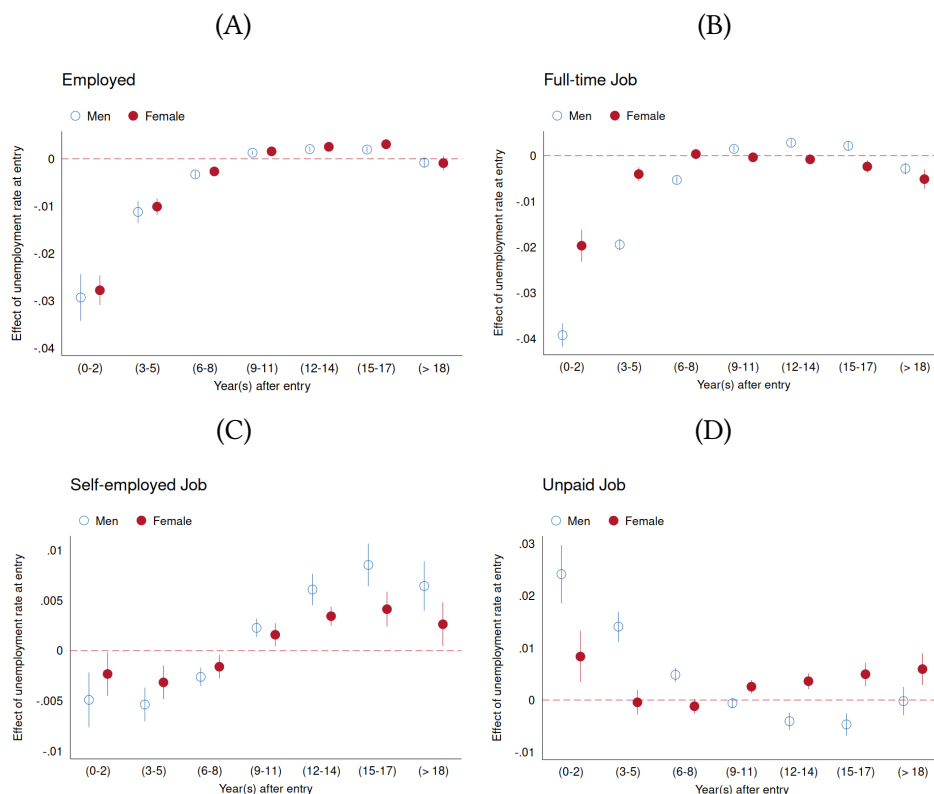 (A)
Employed
Men Female
Effect of unemployment rate at entry
0
-.01
-.02
-.03
-.04
(0-2) (3-5) (6-8) (9-11) (12-14) (15-17) (> 18)
Year(s) after entry
(B)
Full-time Job
Men Female
Effect of unemployment rate at entry
0
-.01
-.02
-.03
-.04
(0-2) (3-5) (6-8) (9-11) (12-14) (15-17) (> 18)
Year(s) after entry
(C)
Self-employed Job
Men Female
Effect of unemployment rate at entry
.01
.005
0
-.005
-.01
(0-2) (3-5) (6-8) (9-11) (12-14) (15-17) (> 18)
Year(s) after entry
(D)
Unpaid Job
Men Female
Effect of unemployment rate at entry
.03
.02
.01
0
-.01
(0-2) (3-5) (6-8) (9-11) (12-14) (15-17) (> 18)
Year(s) after entry